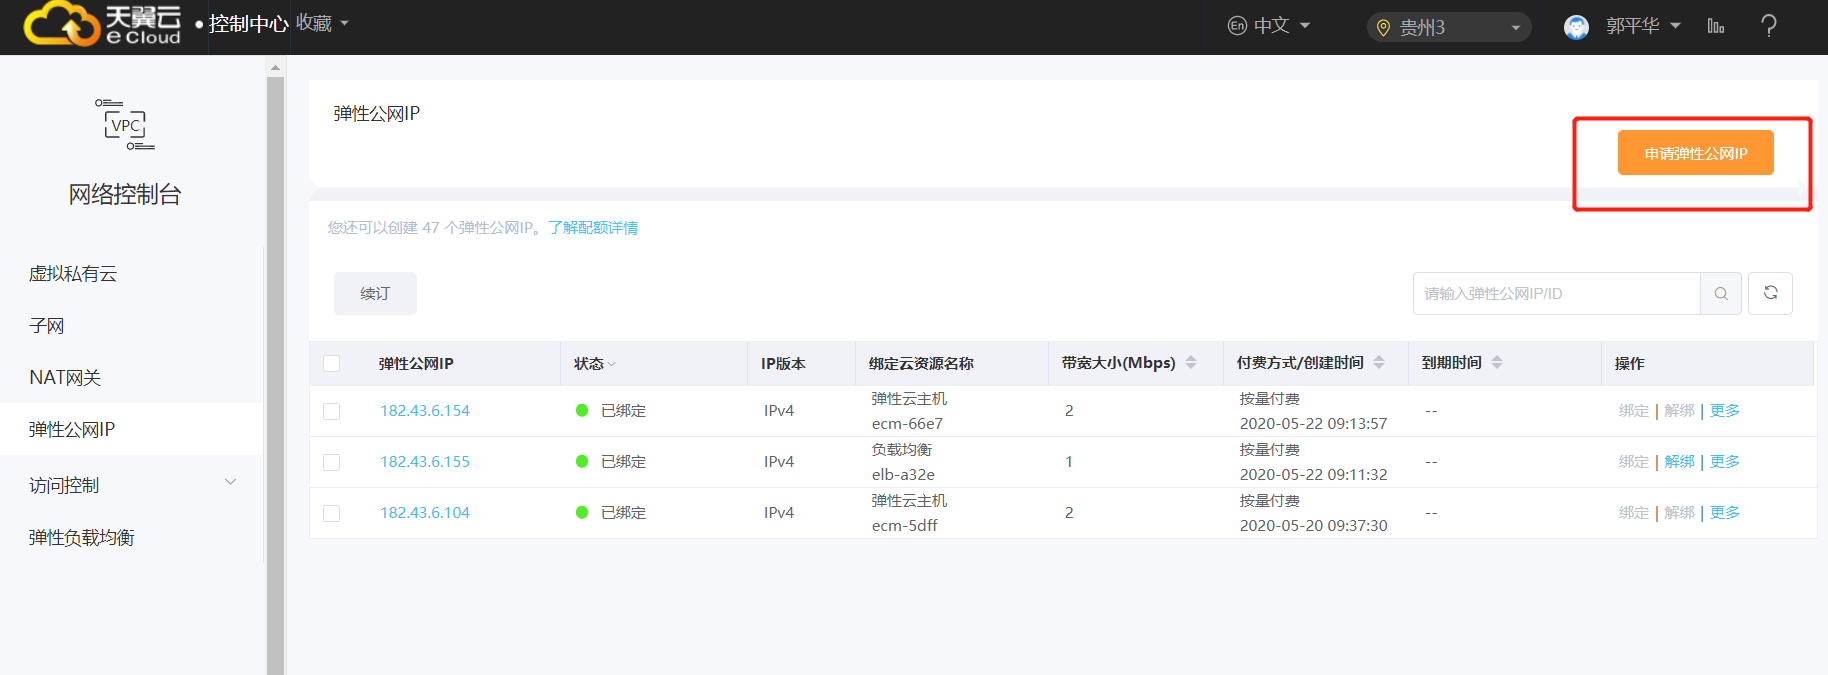 天翼云
e Cloud
控制中心
收藏
En 中文
贵州3
郭平华
VPC
网络控制台
虚拟私有云
子网
NAT网关
弹性公网IP
访问控制
弹性负载均衡
弹性公网IP
申请弹性公网IP
您还可以创建 47 个弹性公网IP。了解配额详情
续订
请输入弹性公网IP/ID
弹性公网IP 状态 IP版本 绑定云资源名称 带宽大小(Mbps) 付费方式/创建时间 到期时间 操作
182.43.6.154 已绑定 IPv4 弹性云主机 2 按量付费 -- 绑定 | 解绑 | 更多
ecm-66e7 2020-05-22 09:13:57
182.43.6.155 已绑定 IPv4 负载均衡 1 按量付费 -- 绑定 | 解绑 | 更多
elb-a32e 2020-05-22 09:11:32
182.43.6.104 已绑定 IPv4 弹性云主机 2 按量付费 -- 绑定 | 解绑 | 更多
ecm-5dff 2020-05-20 09:37:30